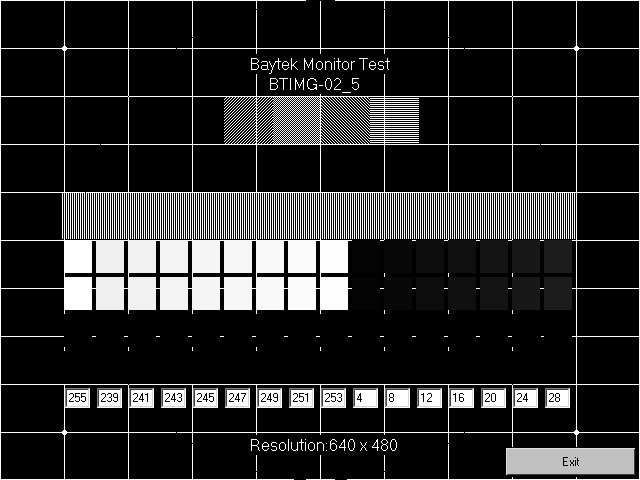 Baytek Monitor Test
BTIMG-02_5
255 239 241 243 245 247 249 251 253 4 8 12 16 20 24 28
Resolution:640 x 480
Exit